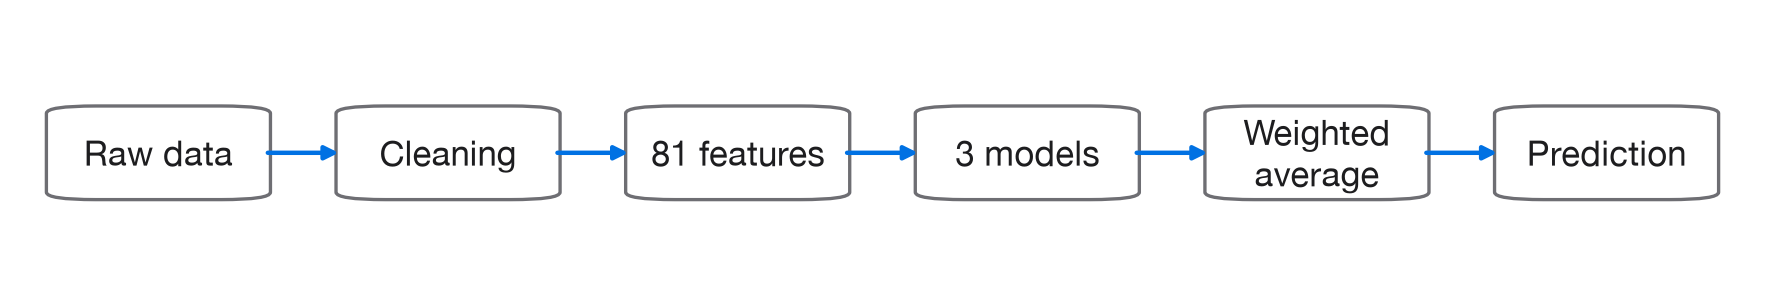 Raw data
Cleaning
81 features
3 models
Weighted
average
Prediction